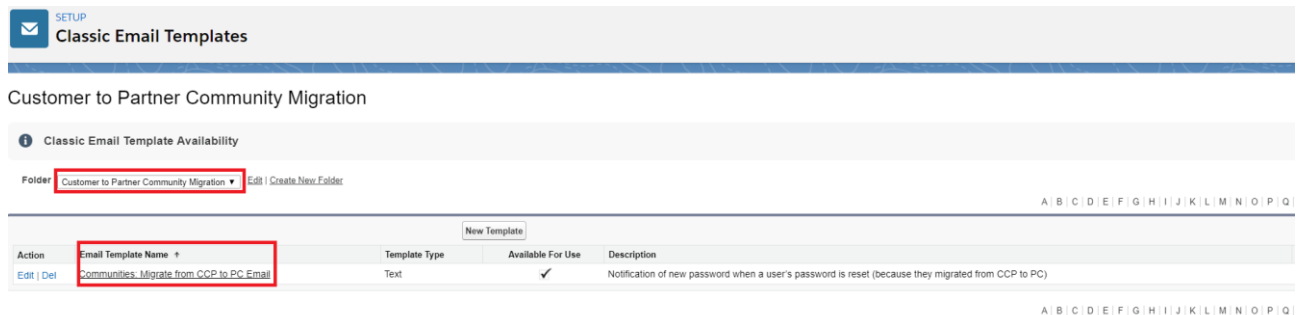 SETUP
Classic Email Templates
Customer to Partner Community Migration
Classic Email Template Availability
Folder Customer to Partner Community Migration ▼ Edit | Create New Folder
A | B | C | D | E | F | G | H | I | J | K | L | M | N | O | P | Q |
New Template
Action Email Template Name ↑ Template Type Available For Use Description
Edit | Del Communities: Migrate from CCP to PC Email Text ✓ Notification of new password when a user's password is reset (because they migrated from CCP to PC)
A | B | C | D | E | F | G | H | I | J | K | L | M | N | O | P | Q |